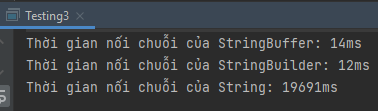 Testing3
Thời gian nối chuỗi của StringBuffer: 14ms
Thời gian nối chuỗi của StringBuilder: 12ms
Thời gian nối chuỗi của String: 19691ms